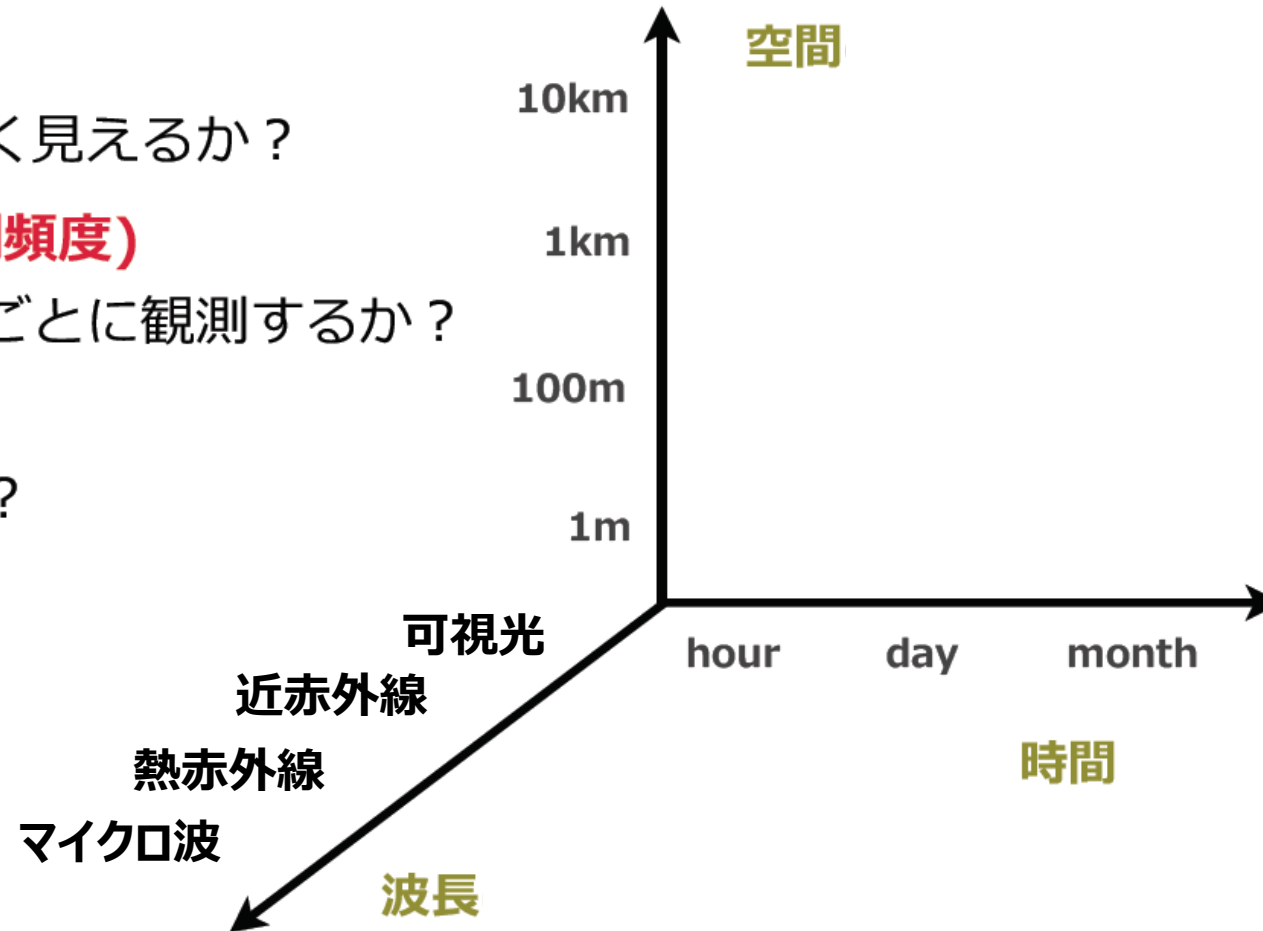 く見えるか？
頻度)
ごとに観測するか？
？
空間
10km
1km
100m
1m
hour day month
時間
可視光
近赤外線
熱赤外線
マイクロ波
波長